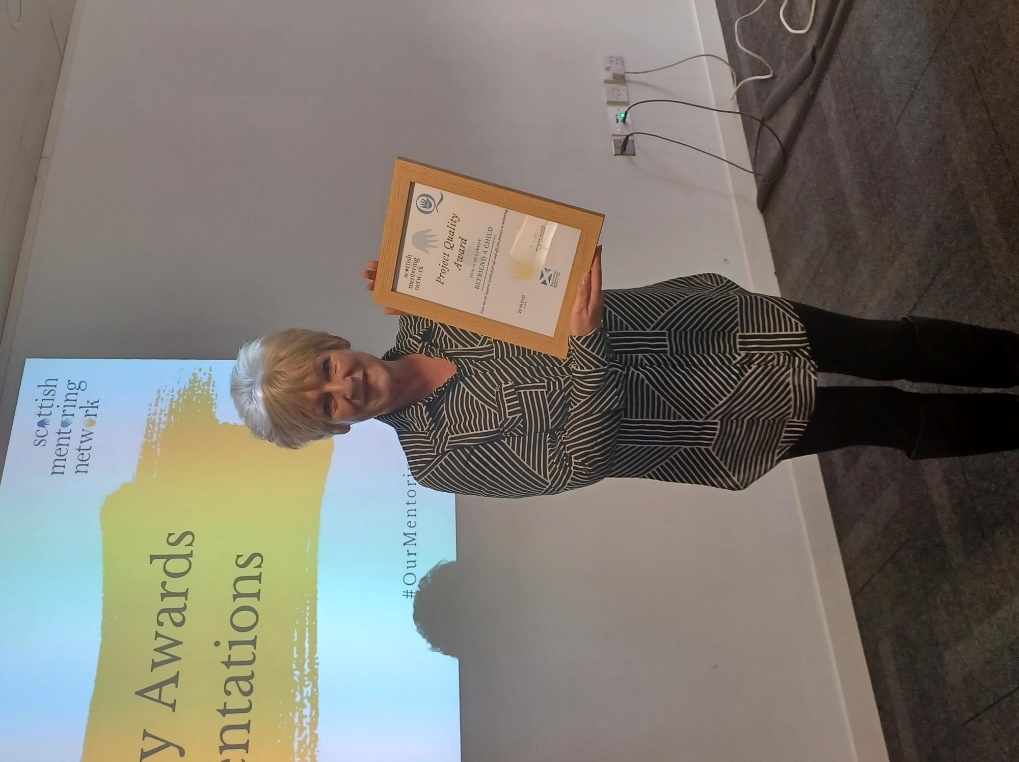 y Awards
entations
scottish
mentoring
network
#OurMentori
scottish
mentoring
network
Project Quality
Award
BEFRIEND A CHILD